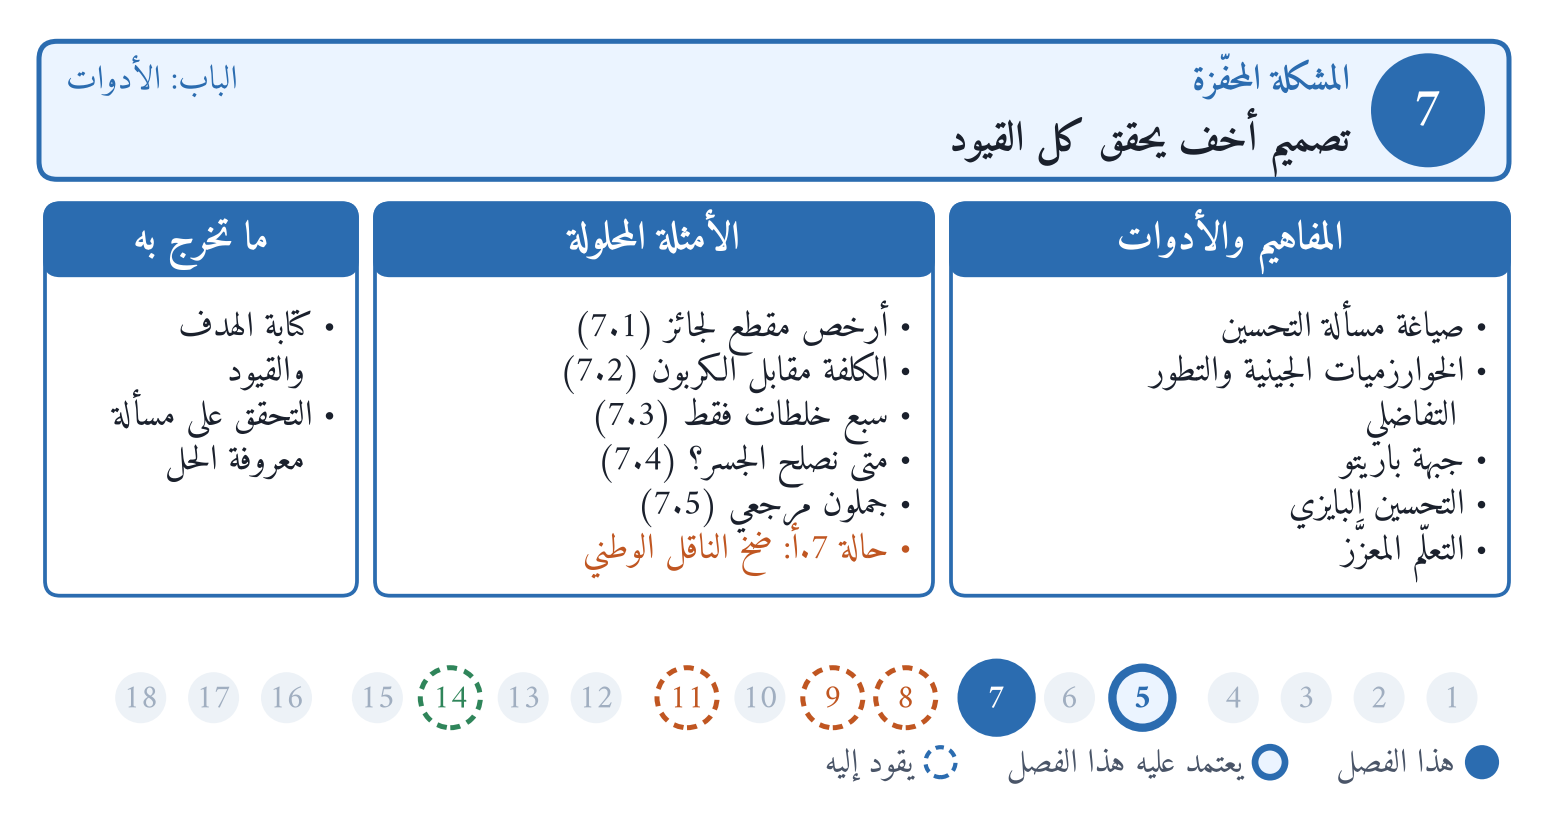 7
المشكلة المحفّزة
الباب: الأدوات
تصميم أخف يحقق كل القيود
المفاهيم والأدوات
• صياغة مسألة التحسين
• الخوارزميات الجينية والتطور
التفاضلي
• جبهة باريتو
• التحسين البايزي
• التعلّم المعزَّز
الأمثلة المحلولة
• أرخص مقطع لجائز (7.1)
• الكلفة مقابل الكربون (7.2)
• سبع خلطات فقط (7.3)
• متى نصلح الجسر؟ (7.4)
• جملون مرجعي (7.5)
• حالة 7.أ: ضخ الناقل الوطني
ما تخرج به
• كتابة الهدف
والقيود
• التحقق على مسألة
معروفة الحل
1 2 3 4 5 6 7 8 9 10 11 12 13 14 15 16 17 18
هذا الفصل
يعتمد عليه هذا الفصل
يقود إليه